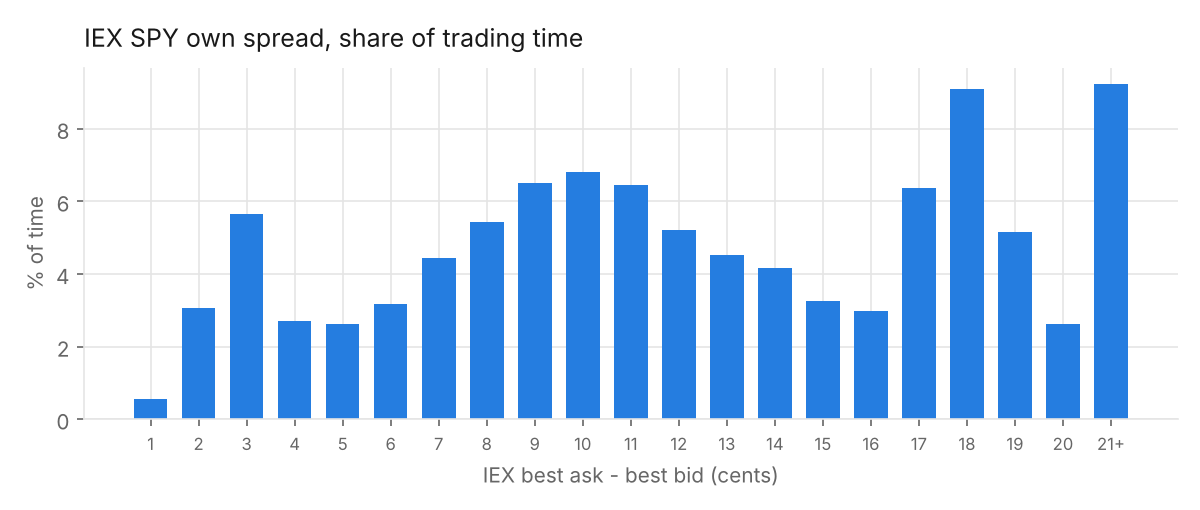 IEX SPY own spread, share of trading time
% of time
8
6
4
2
0
1 2 3 4 5 6 7 8 9 10 11 12 13 14 15 16 17 18 19 20 21+
IEX best ask - best bid (cents)